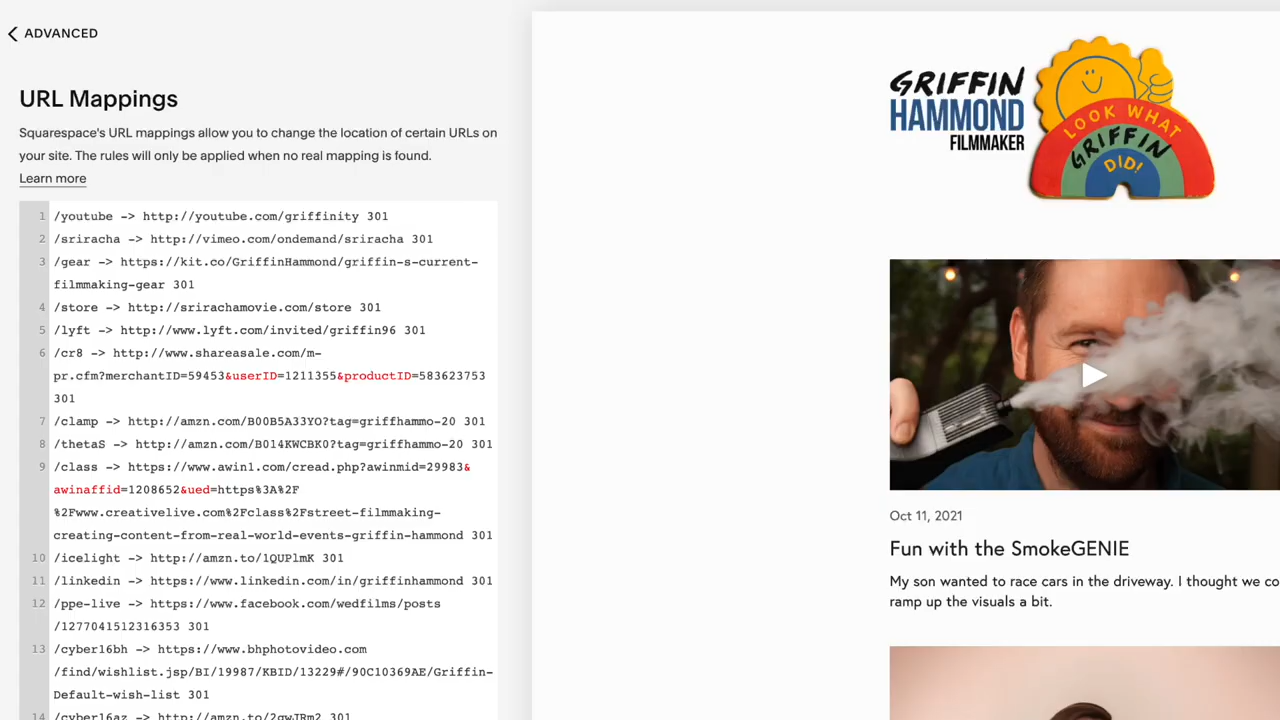 ADVANCED
URL Mappings
Squarespace's URL mappings allow you to change the location of certain URLs on
your site. The rules will only be applied when no real mapping is found.
Learn more
1 /youtube -> http://youtube.com/griffinity 301
2 /sriracha -> http://vimeo.com/ondemand/sriracha 301
3 /gear -> https://kit.co/GriffinHammond/griffin-s-current-
filmmaking-gear 301
4 /store -> http://srirachamovie.com/store 301
5 /lyft -> http://www.lyft.com/invited/griffin96 301
6 /cr8 -> http://www.shareasale.com/m-
pr.cfm?merchantID=59453&userID=1211355&productID=583623753
301
7 /clamp -> http://amzn.com/B00B5A33YO?tag=griffhammo-20 301
8 /thetaS -> http://amzn.com/B014KWCBK0?tag=griffhammo-20 301
9 /class -> https://www.awin1.com/cread.php?awinmid=29983&
awinaffid=1208652&ued=https%3A%2F
%2Fwww.creativelive.com%2Fclass%2Fstreet-filmmaking-
creating-content-from-real-world-events-griffin-hammond 301
10 /icelight -> http://amzn.to/1QUPlmK 301
11 /linkedin -> https://www.linkedin.com/in/griffinhammond 301
12 /ppe-live -> https://www.facebook.com/wedfilms/posts
/1277041512316353 301
13 /cyber16bh -> https://www.bhphotovideo.com
/find/wishlist.jsp/BI/19987/KBID/13229#/90C10369AE/Griffin-
Default-wish-list 301
14 /cyber16az -> http://amzn.to/2gwJRm2 301
GRIFFIN
HAMMOND
FILMMAKER
LOOK WHAT
GRIFFIN
DID!
Oct 11, 2021
Fun with the SmokeGENIE
My son wanted to race cars in the driveway. I thought we co
ramp up the visuals a bit.